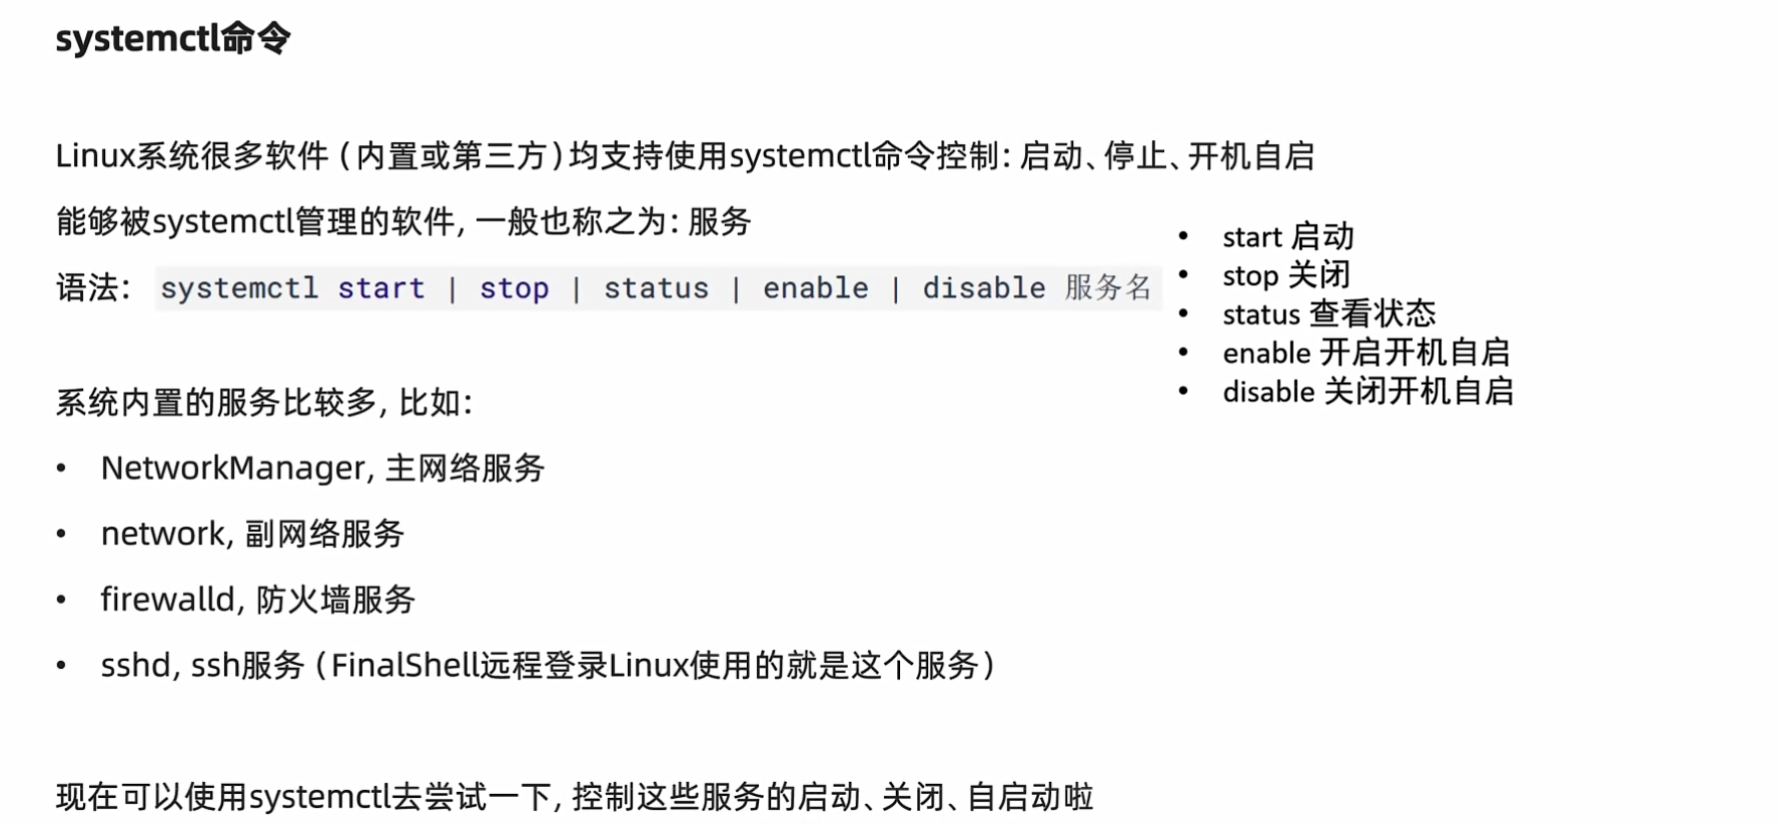 systemctl命令
Linux系统很多软件（内置或第三方）均支持使用systemctl命令控制：启动、停止、开机自启
能够被systemctl管理的软件，一般也称之为：服务
语法： systemctl start | stop | status | enable | disable 服务名
• start 启动
• stop 关闭
• status 查看状态
• enable 开启开机自启
• disable 关闭开机自启
系统内置的服务比较多，比如：
• NetworkManager, 主网络服务
• network, 副网络服务
• firewalld, 防火墙服务
• sshd, ssh服务（FinalShell远程登录Linux使用的就是这个服务）
现在可以使用systemctl去尝试一下，控制这些服务的启动、关闭、自启动啦